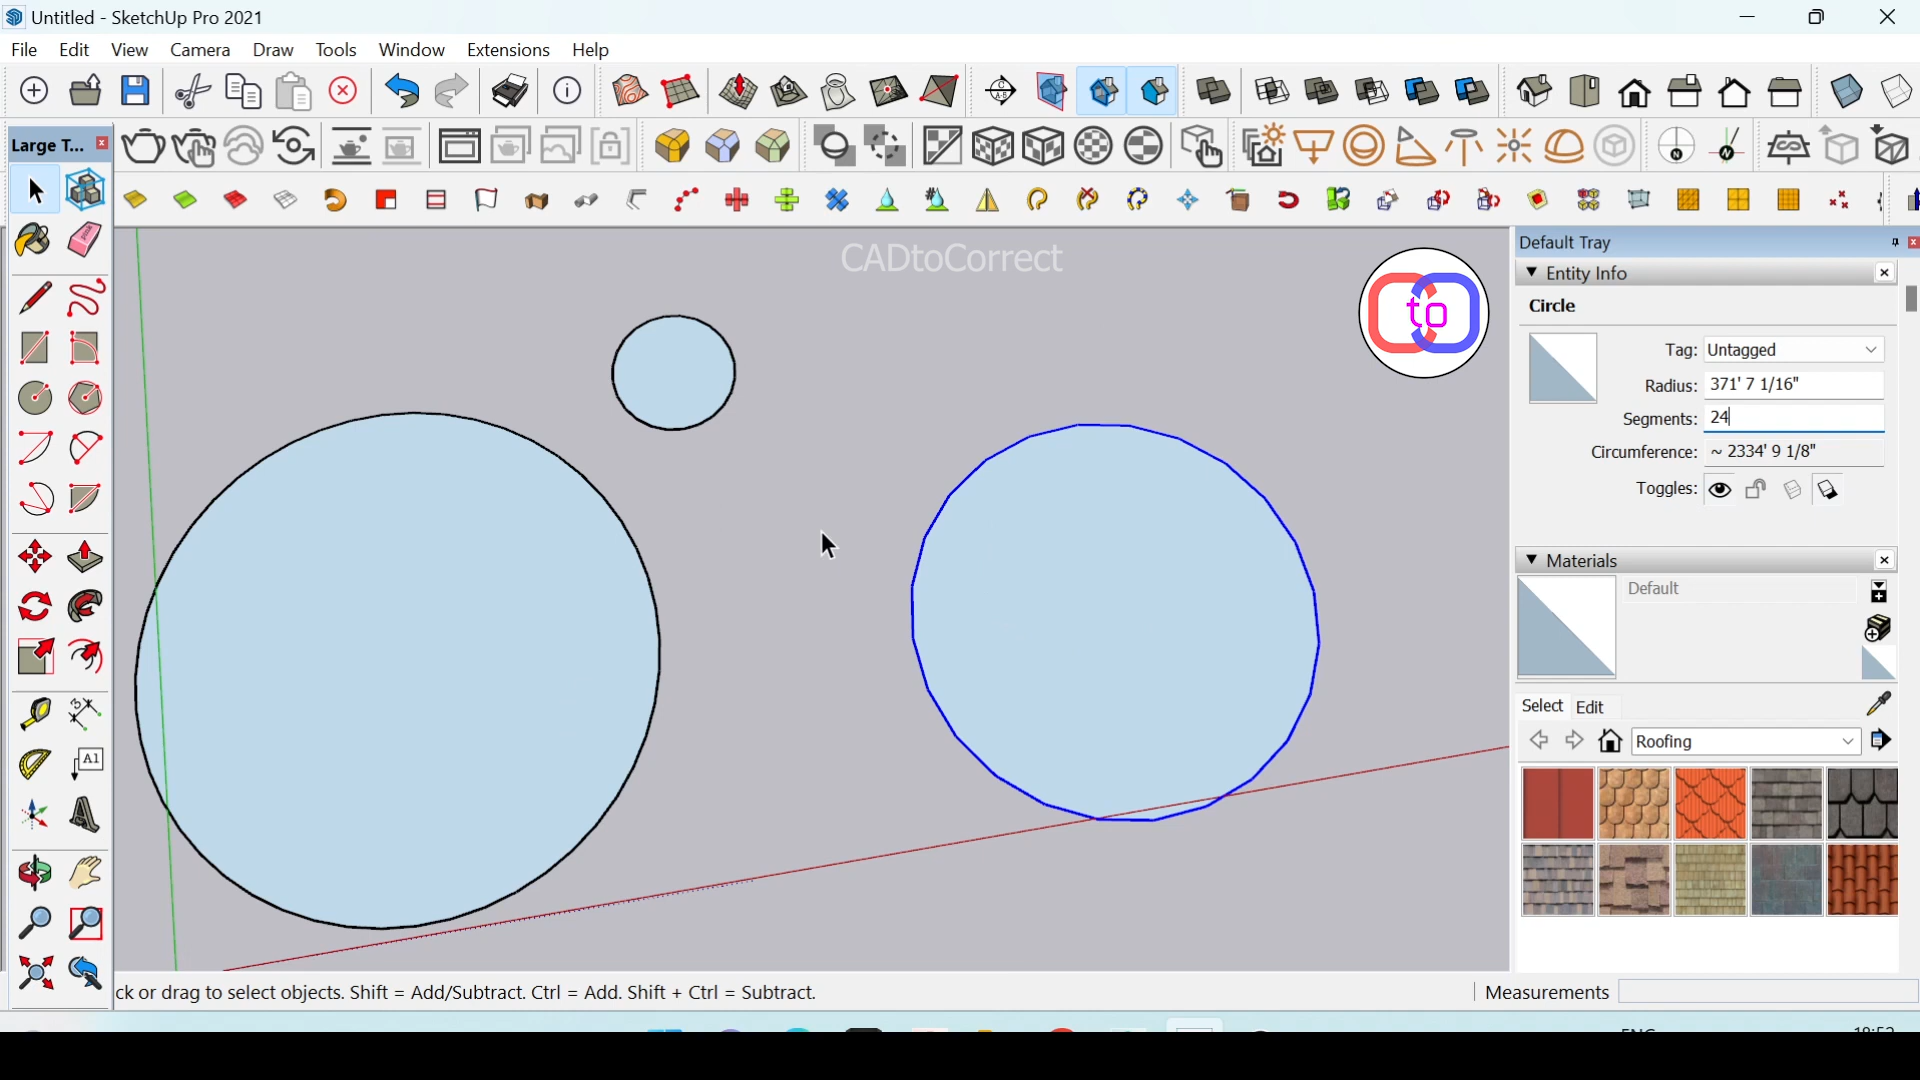 Untitled - SketchUp Pro 2021
File Edit View Camera Draw Tools Window Extensions Help
Large T...
CADtoCorrect
to
Default Tray
Entity Info
Circle
Tag: Untagged
Radius: 371' 7 1/16"
Segments: 24
Circumference: ~ 2334' 9 1/8"
Toggles:
Materials
Default
Select Edit
Roofing
ck or drag to select objects. Shift = Add/Subtract. Ctrl = Add. Shift + Ctrl = Subtract.
Measurements